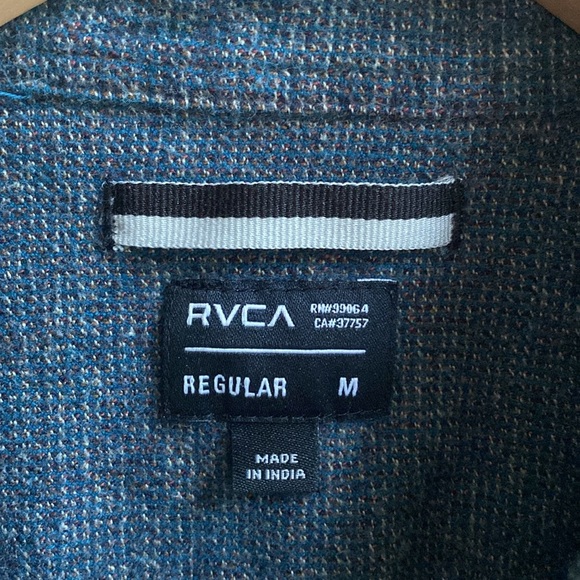 RVCA
RN#99064
CA#37757
REGULAR M
MADE
IN INDIA